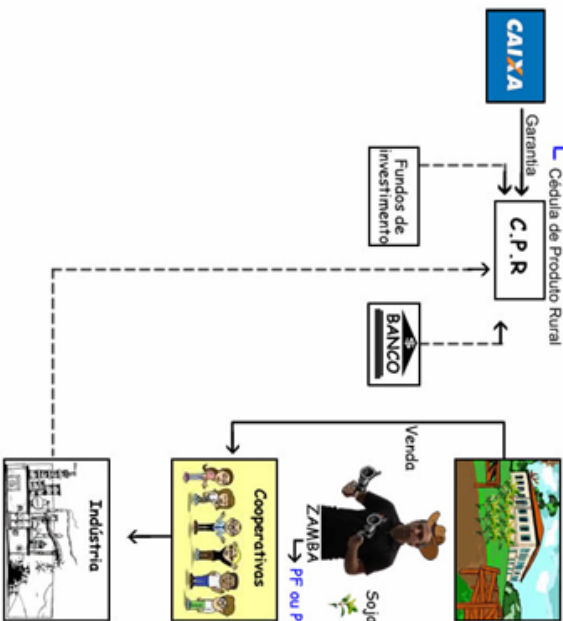 Cédula de Produto Rural
CAIXA
Garantia
C.P.R
Fundos de
investimento
BANCO
Venda
Soja
ZAMBA
PF ou P
Cooperativas
Indústria